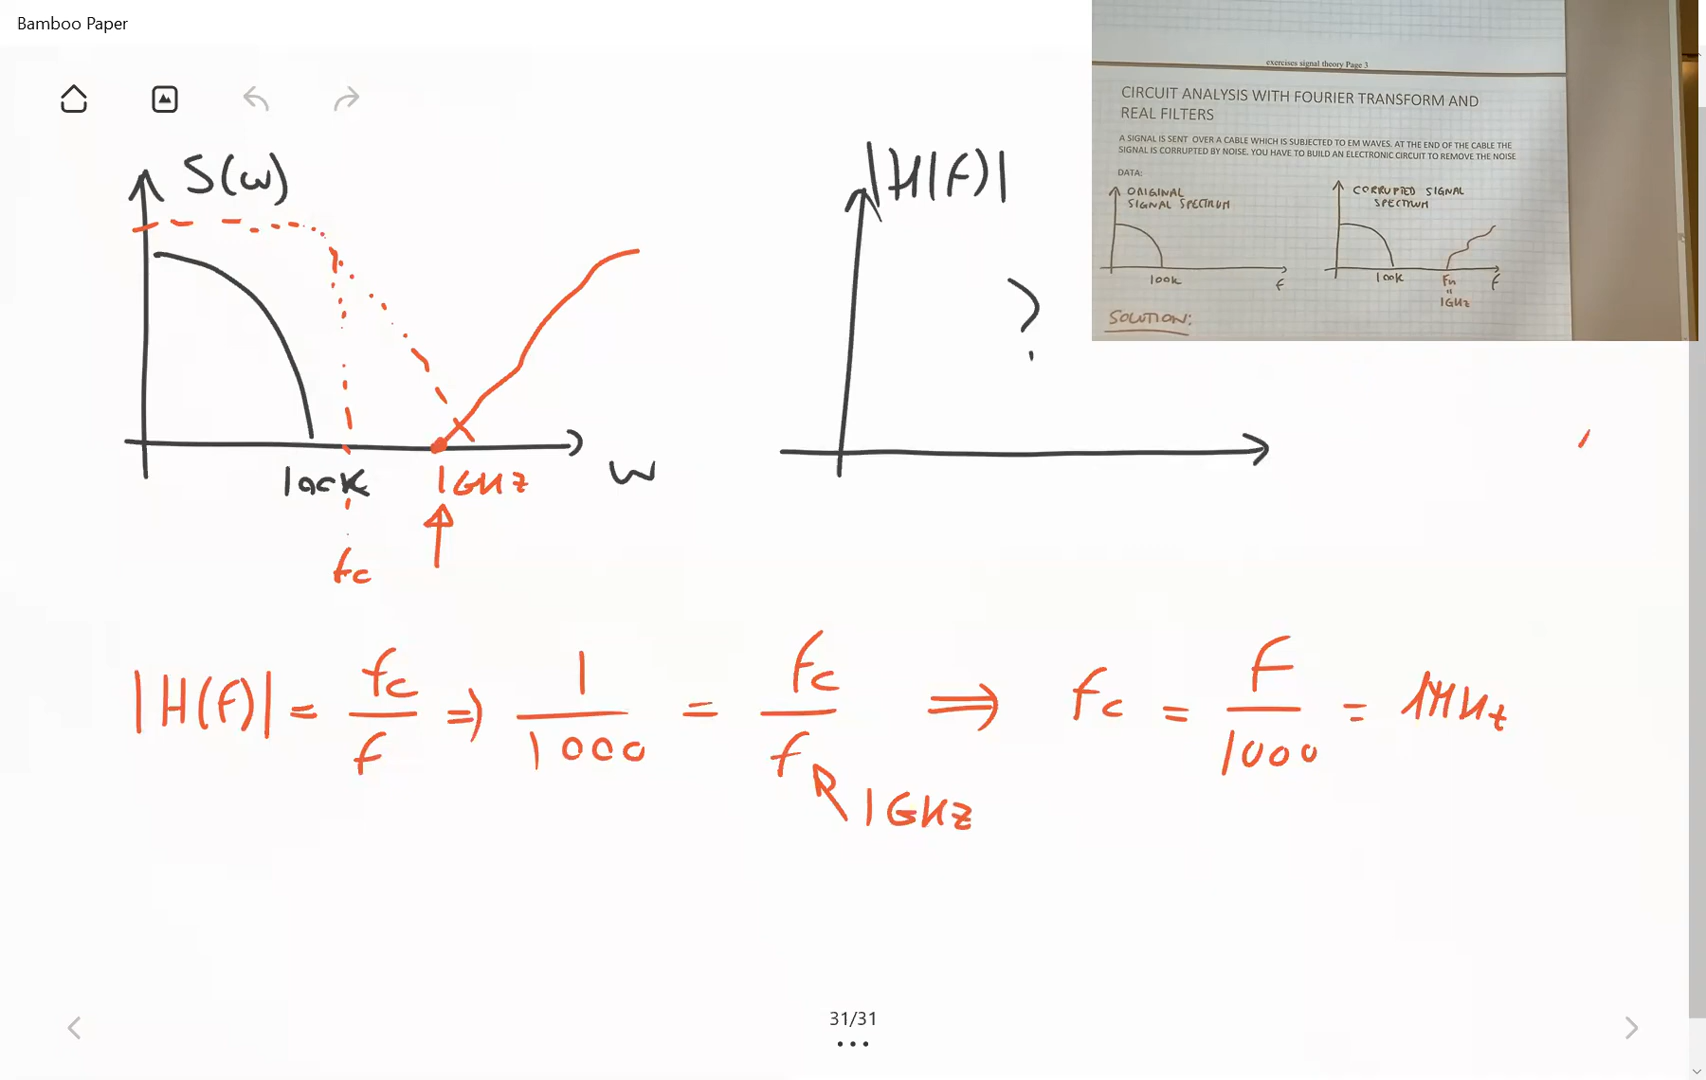 Bamboo Paper
exercises signal theory Page 3
CIRCUIT ANALYSIS WITH FOURIER TRANSFORM AND
REAL FILTERS
A SIGNAL IS SENT OVER A CABLE WHICH IS SUBJECTED TO EM WAVES. AT THE END OF THE CABLE THE
SIGNAL IS CORRUPTED BY NOISE. YOU HAVE TO BUILD AN ELECTRONIC CIRCUIT TO REMOVE THE NOISE
DATA:
ORIGINAL
SIGNAL SPECTRUM
CORRUPTED SIGNAL
SPECTRUM
100K
f
100K
Fn
=
1GHz
f
SOLUTION:
S(ω)
|H(F)|
?
100K
1GHz
ω
fc
|H(F)| = fc/f ⇒ 1/1000 = fc/f ⇒ fc = F/1000 = 1MHz
1GHz
31/31